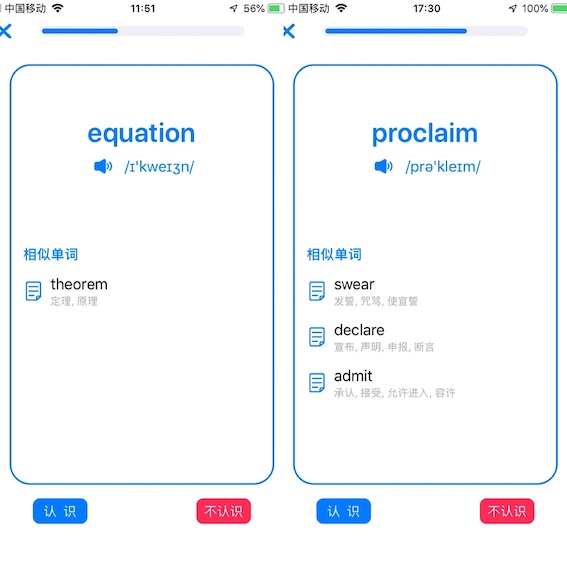 中国移动 11:51 56%
equation
/ɪ'kweɪʒn/
相似单词
theorem
定理, 原理
认 识 不认识
中国移动 17:30 100%
proclaim
/prə'kleɪm/
相似单词
swear
发誓, 咒骂, 使宣誓
declare
宣布, 声明, 申报, 断言
admit
承认, 接受, 允许进入, 容许
认 识 不认识